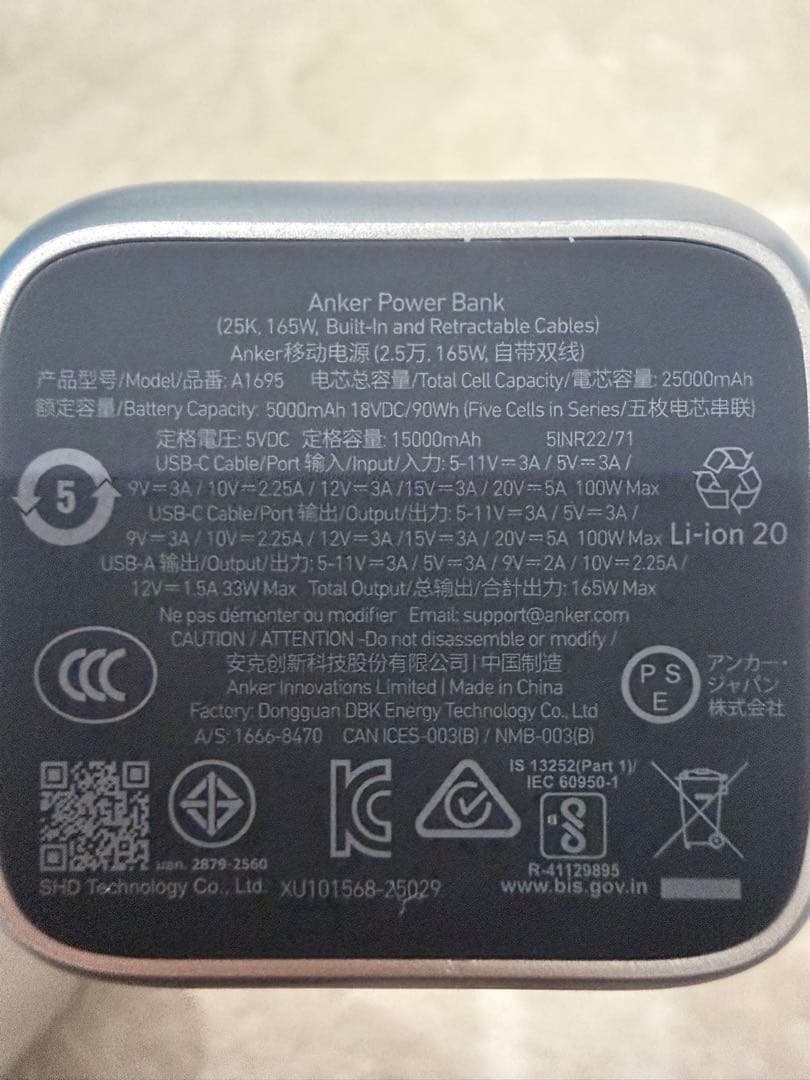 Anker Power Bank
(25K, 165W, Built-In and Retractable Cables)
Anker移动电源 (2.5万, 165W, 自带双线)
产品型号/Model/品番: A1695 电芯总容量/Total Cell Capacity/電芯容量: 25000mAh
额定容量/Battery Capacity: 5000mAh 18VDC/90Wh (Five Cells in Series/五枚电芯串联)
定格電圧: 5VDC 定格容量: 15000mAh 5INR22/71
USB-C Cable/Port 输入/Input/入力: 5-11V⎓3A / 5V⎓3A /
9V⎓3A / 10V⎓2.25A / 12V⎓3A /15V⎓3A / 20V⎓5A 100W Max
USB-C Cable/Port 输出/Output/出力: 5-11V⎓3A / 5V⎓3A /
9V⎓3A / 10V⎓2.25A / 12V⎓3A /15V⎓3A / 20V⎓5A 100W Max
USB-A 输出/Output/出力: 5-11V⎓3A / 5V⎓3A / 9V⎓2A / 10V⎓2.25A /
12V⎓1.5A 33W Max Total Output/总输出/合計出力: 165W Max
Ne pas démonter ou modifier Email: support@anker.com
CAUTION / ATTENTION -Do not disassemble or modify /
安克创新科技股份有限公司 | 中国制造
Anker Innovations Limited | Made in China
Factory: Dongguan DBK Energy Technology Co., Ltd
A/S: 1666-8470 CAN ICES-003(B) / NMB-003(B)
5
Li-ion 20
CCC
PSE
アンカー・
ジャパン
株式会社
มอก. 2879-2560
KC
IS 13252(Part 1)/
IEC 60950-1
R-41129895
www.bis.gov.in
SHD Technology Co., Ltd. XU101568-25029